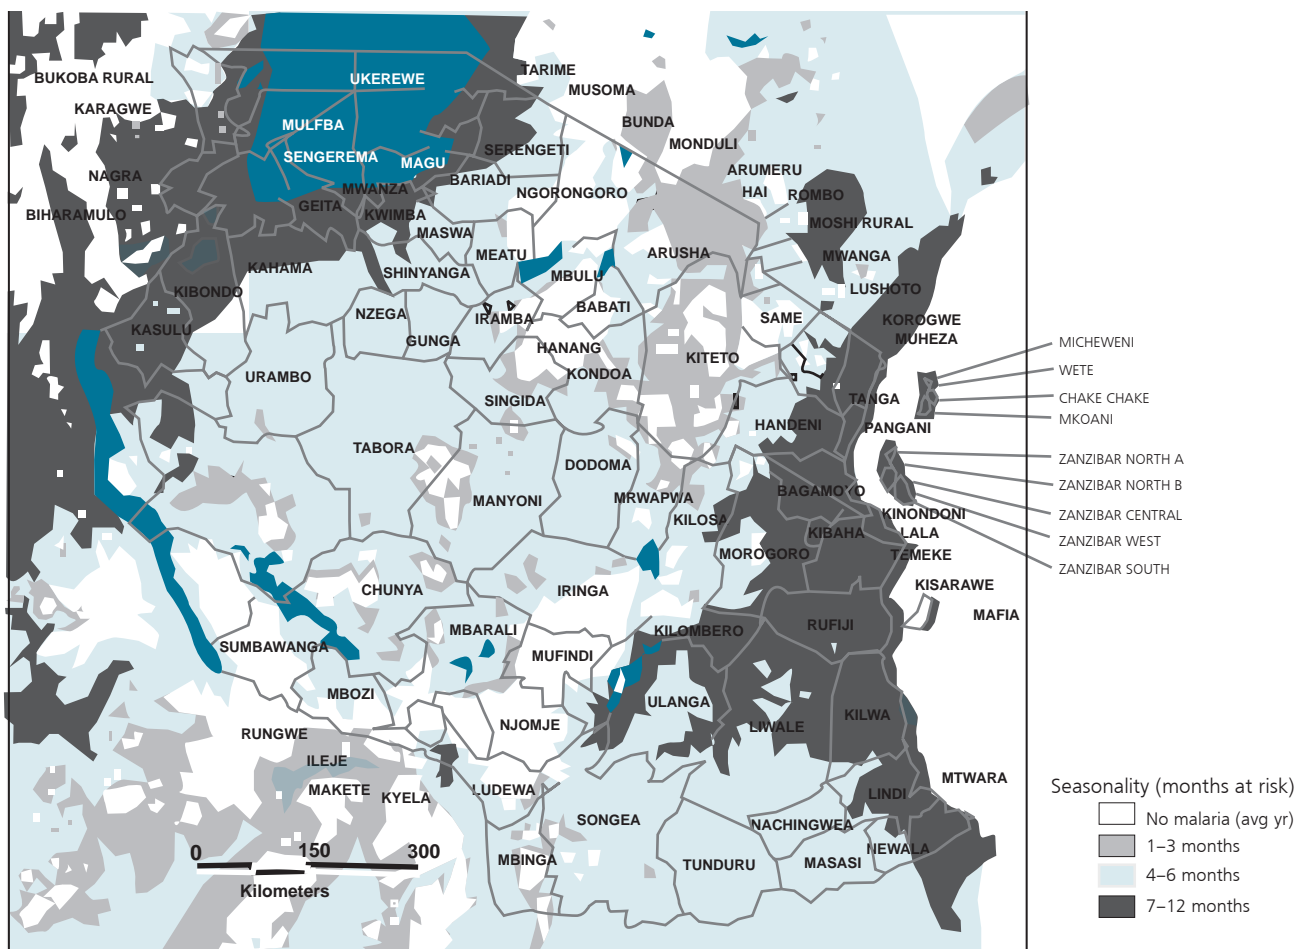 BUKOBA RURAL
UKEREWE
TARIME
MUSOMA
KARAGWE
MULFBA
BUNDA
MONDULI
SENGEREMA
MAGU
SERENGETI
NAGRA
MWANZA
BARIADI
NGORONGORO
ARUMERU
HAI
ROMBO
BIHARAMULO
GEITA
KWIMBA
MASWA
MOSHI RURAL
KAHAMA
SHINYANGA
MEATU
MBULU
ARUSHA
MWANGA
KIBONDO
LUSHOTO
KASULU
NZEGA
IRAMBA
BABATI
SAME
KOROGWE
GUNGA
HANANG
KITETO
MUHEZA
MICHEWENI
URAMBO
KONDOA
WETE
SINGIDA
TANGA
CHAKE CHAKE
HANDENI
PANGANI
MKOANI
TABORA
DODOMA
ZANZIBAR NORTH A
MANYONI
MRWAPWA
BAGAMOYO
ZANZIBAR NORTH B
KILOSA
KINONDONI
ZANZIBAR CENTRAL
KIBAHA
LALA
ZANZIBAR WEST
MOROGORO
TEMEKE
ZANZIBAR SOUTH
CHUNYA
IRINGA
KISARAWE
MAFIA
MBARALI
KILOMBERO
RUFIJI
SUMBAWANGA
MUFINDI
MBOZI
ULANGA
KILWA
RUNGWE
NJOMJE
LIWALE
ILEJE
MTWARA
MAKETE
KYELA
LUDEWA
LINDI
SONGEA
NACHINGWEA
NEWALA
MBINGA
TUNDURU
MASASI
0 150 300
Kilometers
Seasonality (months at risk)
No malaria (avg yr)
1–3 months
4–6 months
7–12 months